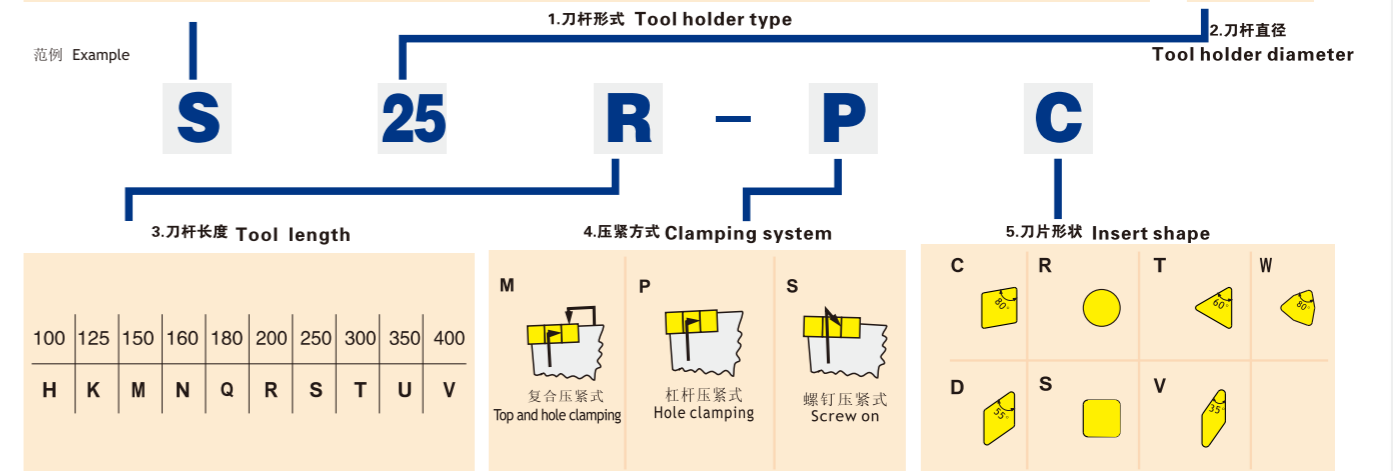 1.刀杆形式 Tool holder type
2.刀杆直径
Tool holder diameter
范例 Example
S 25 R – P C
3.刀杆长度 Tool length
4.压紧方式 Clamping system
5.刀片形状 Insert shape
100 125 150 160 180 200 250 300 350 400
H K M N Q R S T U V
M P S
复合压紧式
Top and hole clamping
杠杆压紧式
Hole clamping
螺钉压紧式
Screw on
C R T W
80° 60° 80°
D S V
55° 35°